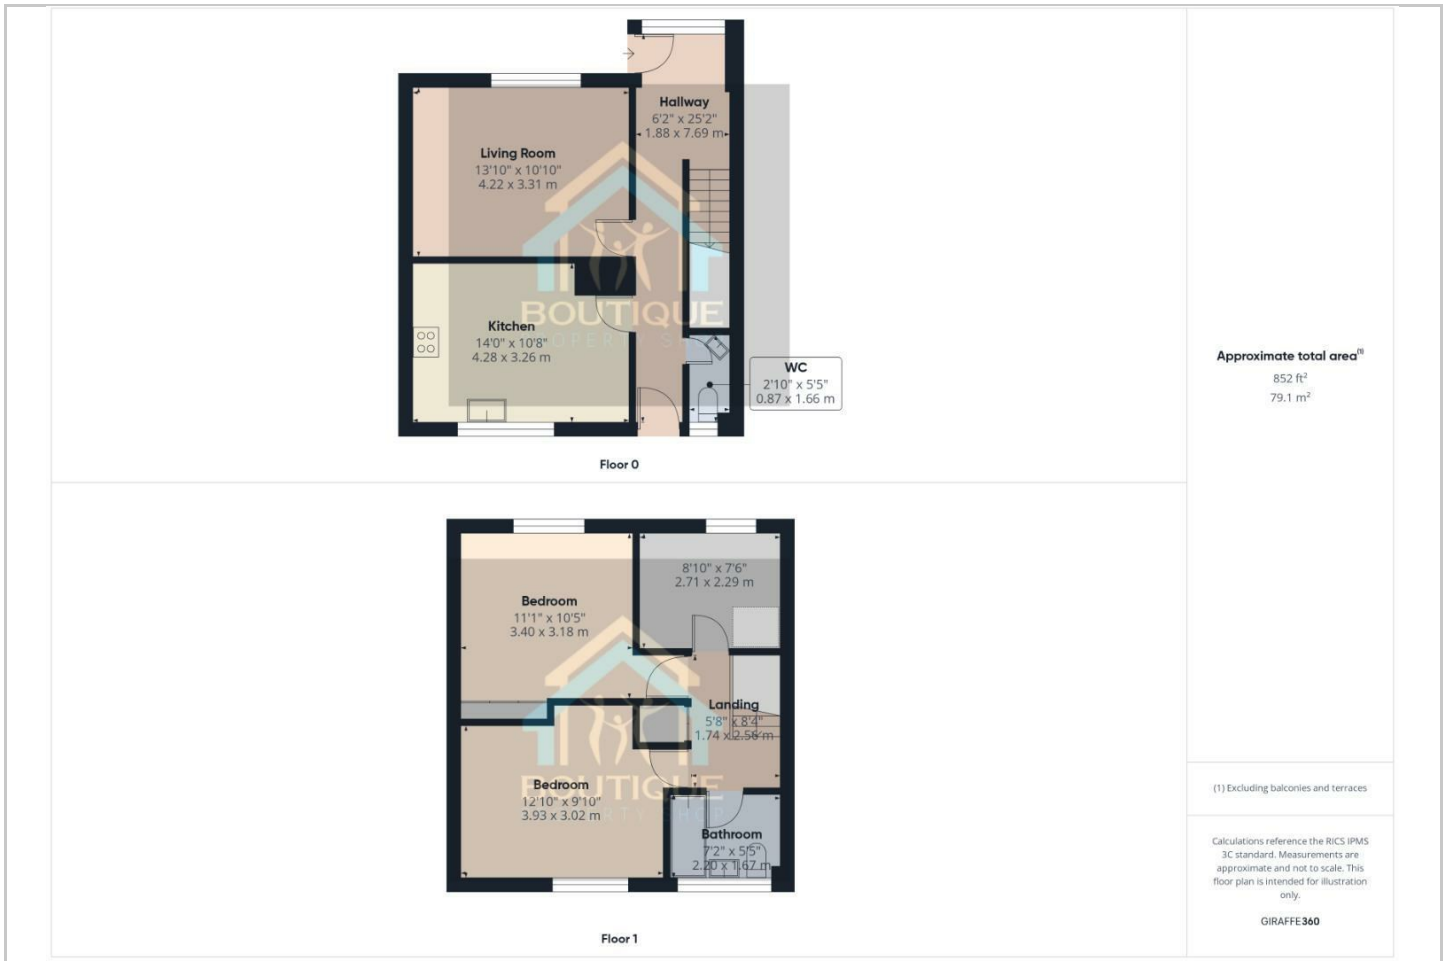 Hallway
6'2" x 25'2"
1.88 x 7.69 m
Living Room
13'10" x 10'10"
4.22 x 3.31 m
BOUTIQUE
Kitchen
14'0" x 10'8"
4.28 x 3.26 m
WC
2'10" x 5'5"
0.87 x 1.66 m
Floor 0
Approximate total area(1)
852 ft²
79.1 m²
8'10" x 7'6"
2.71 x 2.29 m
Bedroom
11'1" x 10'5"
3.40 x 3.18 m
Landing
5'8" x 8'4"
1.74 x 2.56 m
BOUTIQUE
Bedroom
12'10" x 9'10"
3.93 x 3.02 m
Bathroom
7'2" x 5'5"
2.20 x 1.67 m
Floor 1
(1) Excluding balconies and terraces
Calculations reference the RICS IPMS
3C standard. Measurements are
approximate and not to scale. This
floor plan is intended for illustration
only.
GIRAFFE360